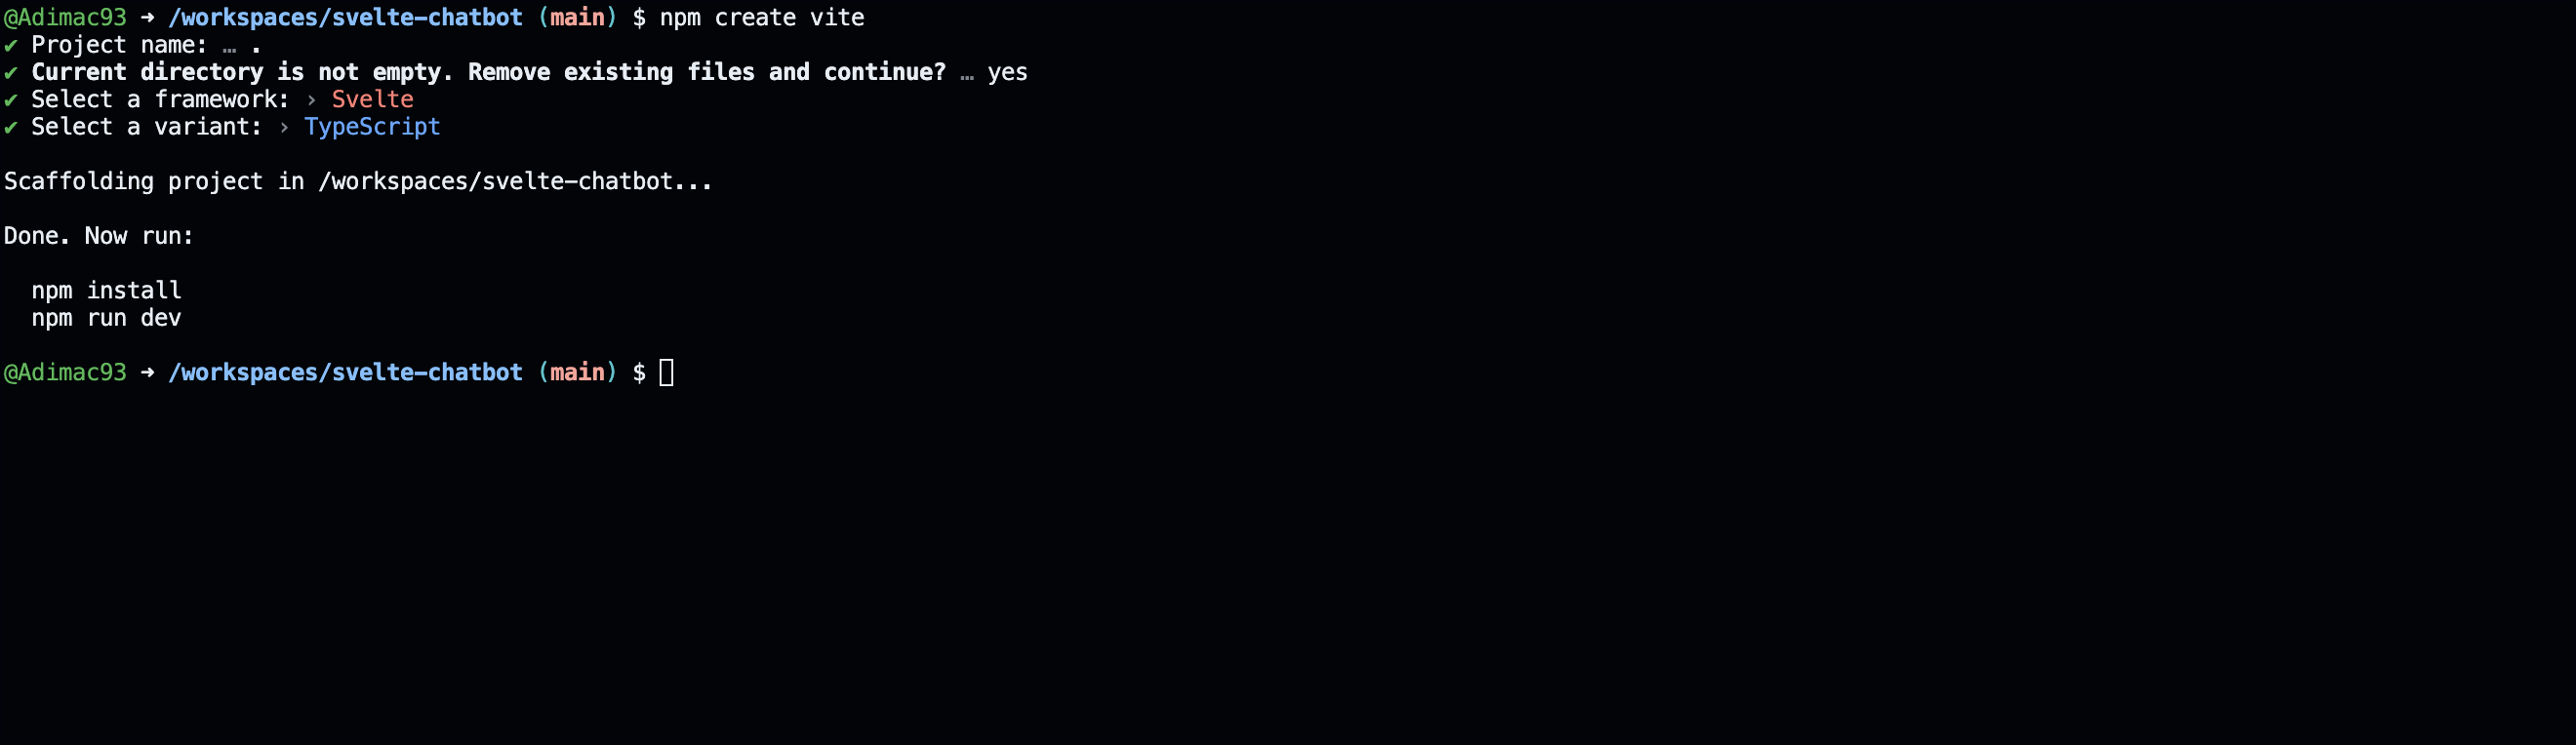 @Adimac93 ➜ /workspaces/svelte-chatbot (main) $ npm create vite
✔ Project name: … .
✔ Current directory is not empty. Remove existing files and continue? … yes
✔ Select a framework: › Svelte
✔ Select a variant: › TypeScript
Scaffolding project in /workspaces/svelte-chatbot...
Done. Now run:
npm install
npm run dev
@Adimac93 ➜ /workspaces/svelte-chatbot (main) $